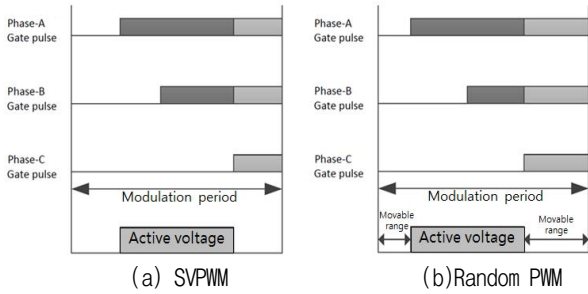 Phase-A
Gate pulse
Phase-B
Gate pulse
Phase-C
Gate pulse
Modulation period
Active voltage
(a) SVPWM
Phase-A
Gate pulse
Phase-B
Gate pulse
Phase-C
Gate pulse
Modulation period
Movable
range
Active voltage
Movable
range
(b)Random PWM